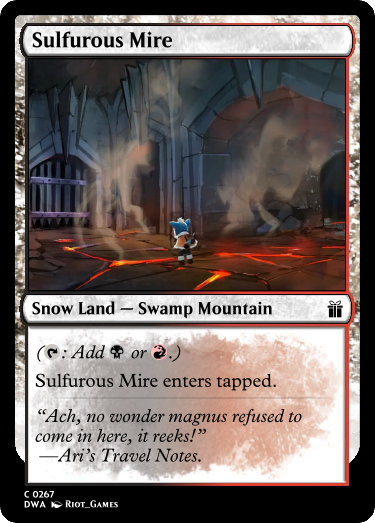 Sulfurous Mire
Snow Land — Swamp Mountain
(: Add or .)
Sulfurous Mire enters tapped.
“Ach, no wonder magnus refused to
come in here, it reeks!”
—Ari's Travel Notes.
C 0267
DWA Riot_Games